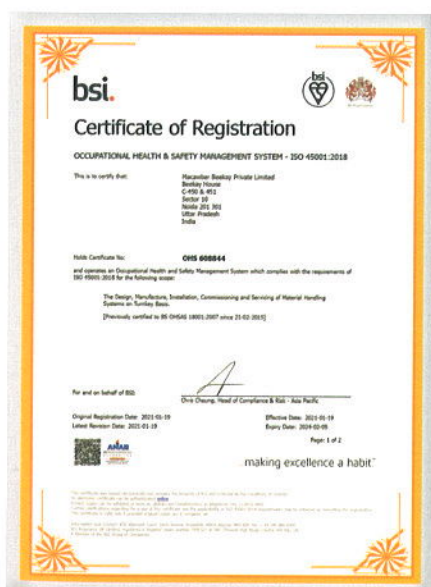 bsi.
bsi
Certificate of Registration
OCCUPATIONAL HEALTH & SAFETY MANAGEMENT SYSTEM - ISO 45001:2018
This is to certify that:
Macawber Beekay Private Limited
Beekay House
C-450 & 451
Sector 10
Noida 201 301
Uttar Pradesh
India
Holds Certificate No:
OHS 608844
and operates an Occupational Health and Safety Management System which complies with the requirements of
ISO 45001:2018 for the following scope:
The Design, Manufacture, Installation, Commissioning and Servicing of Material Handling
Systems on Turnkey Basis.
[Previously certified to BS OHSAS 18001:2007 since 21-02-2015]
For and on behalf of BSI:
Chris Cheung, Head of Compliance & Risk - Asia Pacific
Original Registration Date: 2021-01-19
Effective Date: 2021-01-19
Latest Revision Date: 2021-01-19
Expiry Date: 2024-02-09
Page: 1 of 2
ANAB
...making excellence a habit™